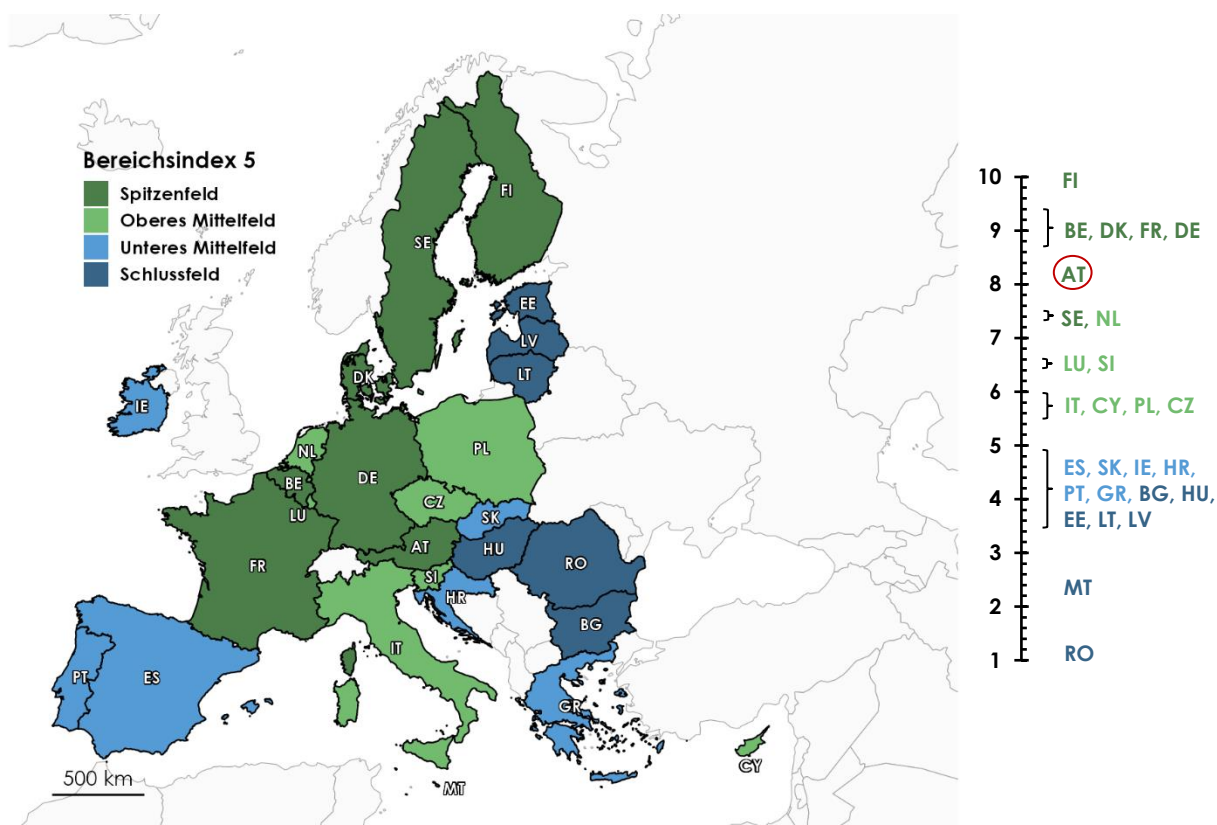 Bereichsindex 5
Spitzenfeld
Oberes Mittelfeld
Unteres Mittelfeld
Schlussfeld
FI
SE
EE
LV
LT
DK
IE
NL
PL
DE
BE
CZ
LU
SK
AT
HU
RO
FR
SI
HR
BG
IT
PT
ES
GR
CY
MT
500 km
10
FI
9
BE, DK, FR, DE
AT
8
SE, NL
7
LU, SI
6
IT, CY, PL, CZ
5
ES, SK, IE, HR,
4
PT, GR, BG, HU,
EE, LT, LV
3
MT
2
RO
1